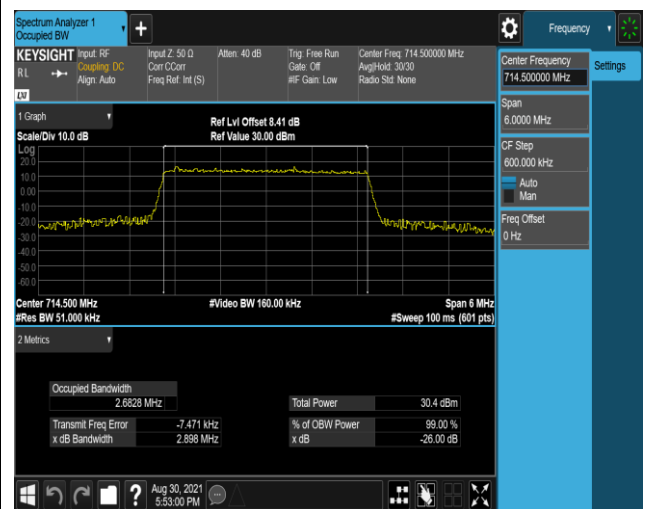 Spectrum Analyzer 1
Occupied BW
Frequency
KEYSIGHT
RL
LXI
Input: RF
Coupling: DC
Align: Auto
Input Z: 50 Ω
Corr CCorr
Freq Ref: Int (S)
Atten: 40 dB
Trig: Free Run
Gate: Off
#IF Gain: Low
Center Freq: 714.500000 MHz
Avg|Hold: 30/30
Radio Std: None
Center Frequency
714.500000 MHz
Settings
Span
6.0000 MHz
CF Step
600.000 kHz
Auto
Man
Freq Offset
0 Hz
1 Graph
Scale/Div 10.0 dB
Ref Lvl Offset 8.41 dB
Ref Value 30.00 dBm
Log
20.0
10.0
0.00
-10.0
-20.0
-30.0
-40.0
-50.0
-60.0
Center 714.500 MHz
#Video BW 160.00 kHz
Span 6 MHz
#Res BW 51.000 kHz
#Sweep 100 ms (601 pts)
2 Metrics
Occupied Bandwidth
2.6828 MHz
Total Power 30.4 dBm
Transmit Freq Error -7.471 kHz
% of OBW Power 99.00 %
x dB Bandwidth 2.898 MHz
x dB -26.00 dB
?
Aug 30, 2021
5:53:00 PM